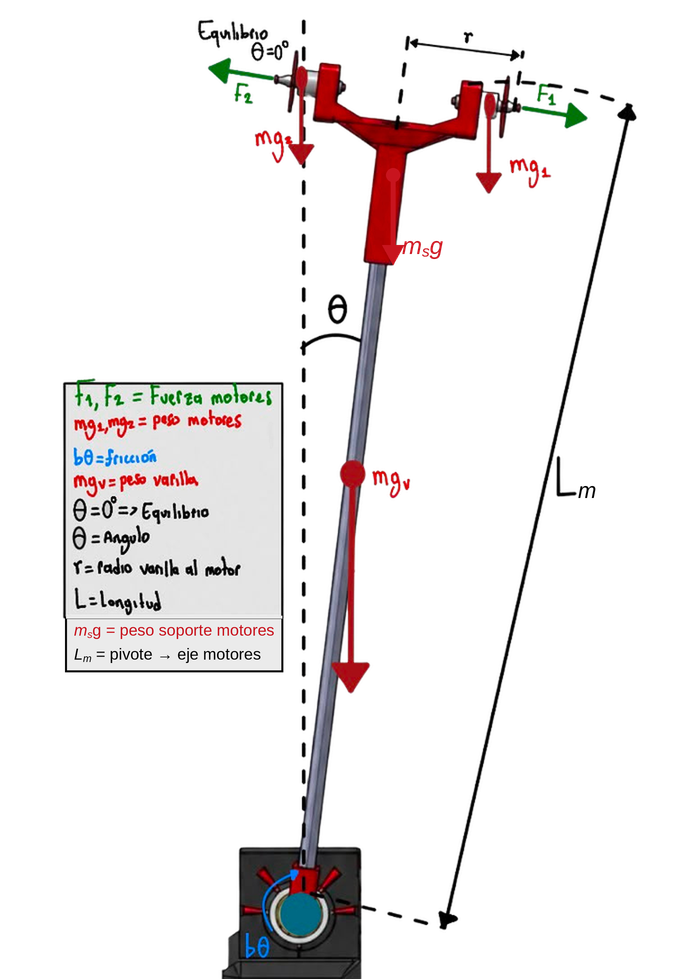 Equilibrio
θ=0°
r
F₂
F₁
mg₂
mg₁
mₛg
θ
mgᵥ
Lₘ
F₁, F₂ = Fuerza motores
mg₁,mg₂ = peso motores
bθ=fricción
mgᵥ= peso varilla
θ=0°=> Equilibrio
θ = Angulo
r= radio varilla al motor
L=Longitud
mₛg = peso soporte motores
Lₘ = pivote → eje motores
bθ